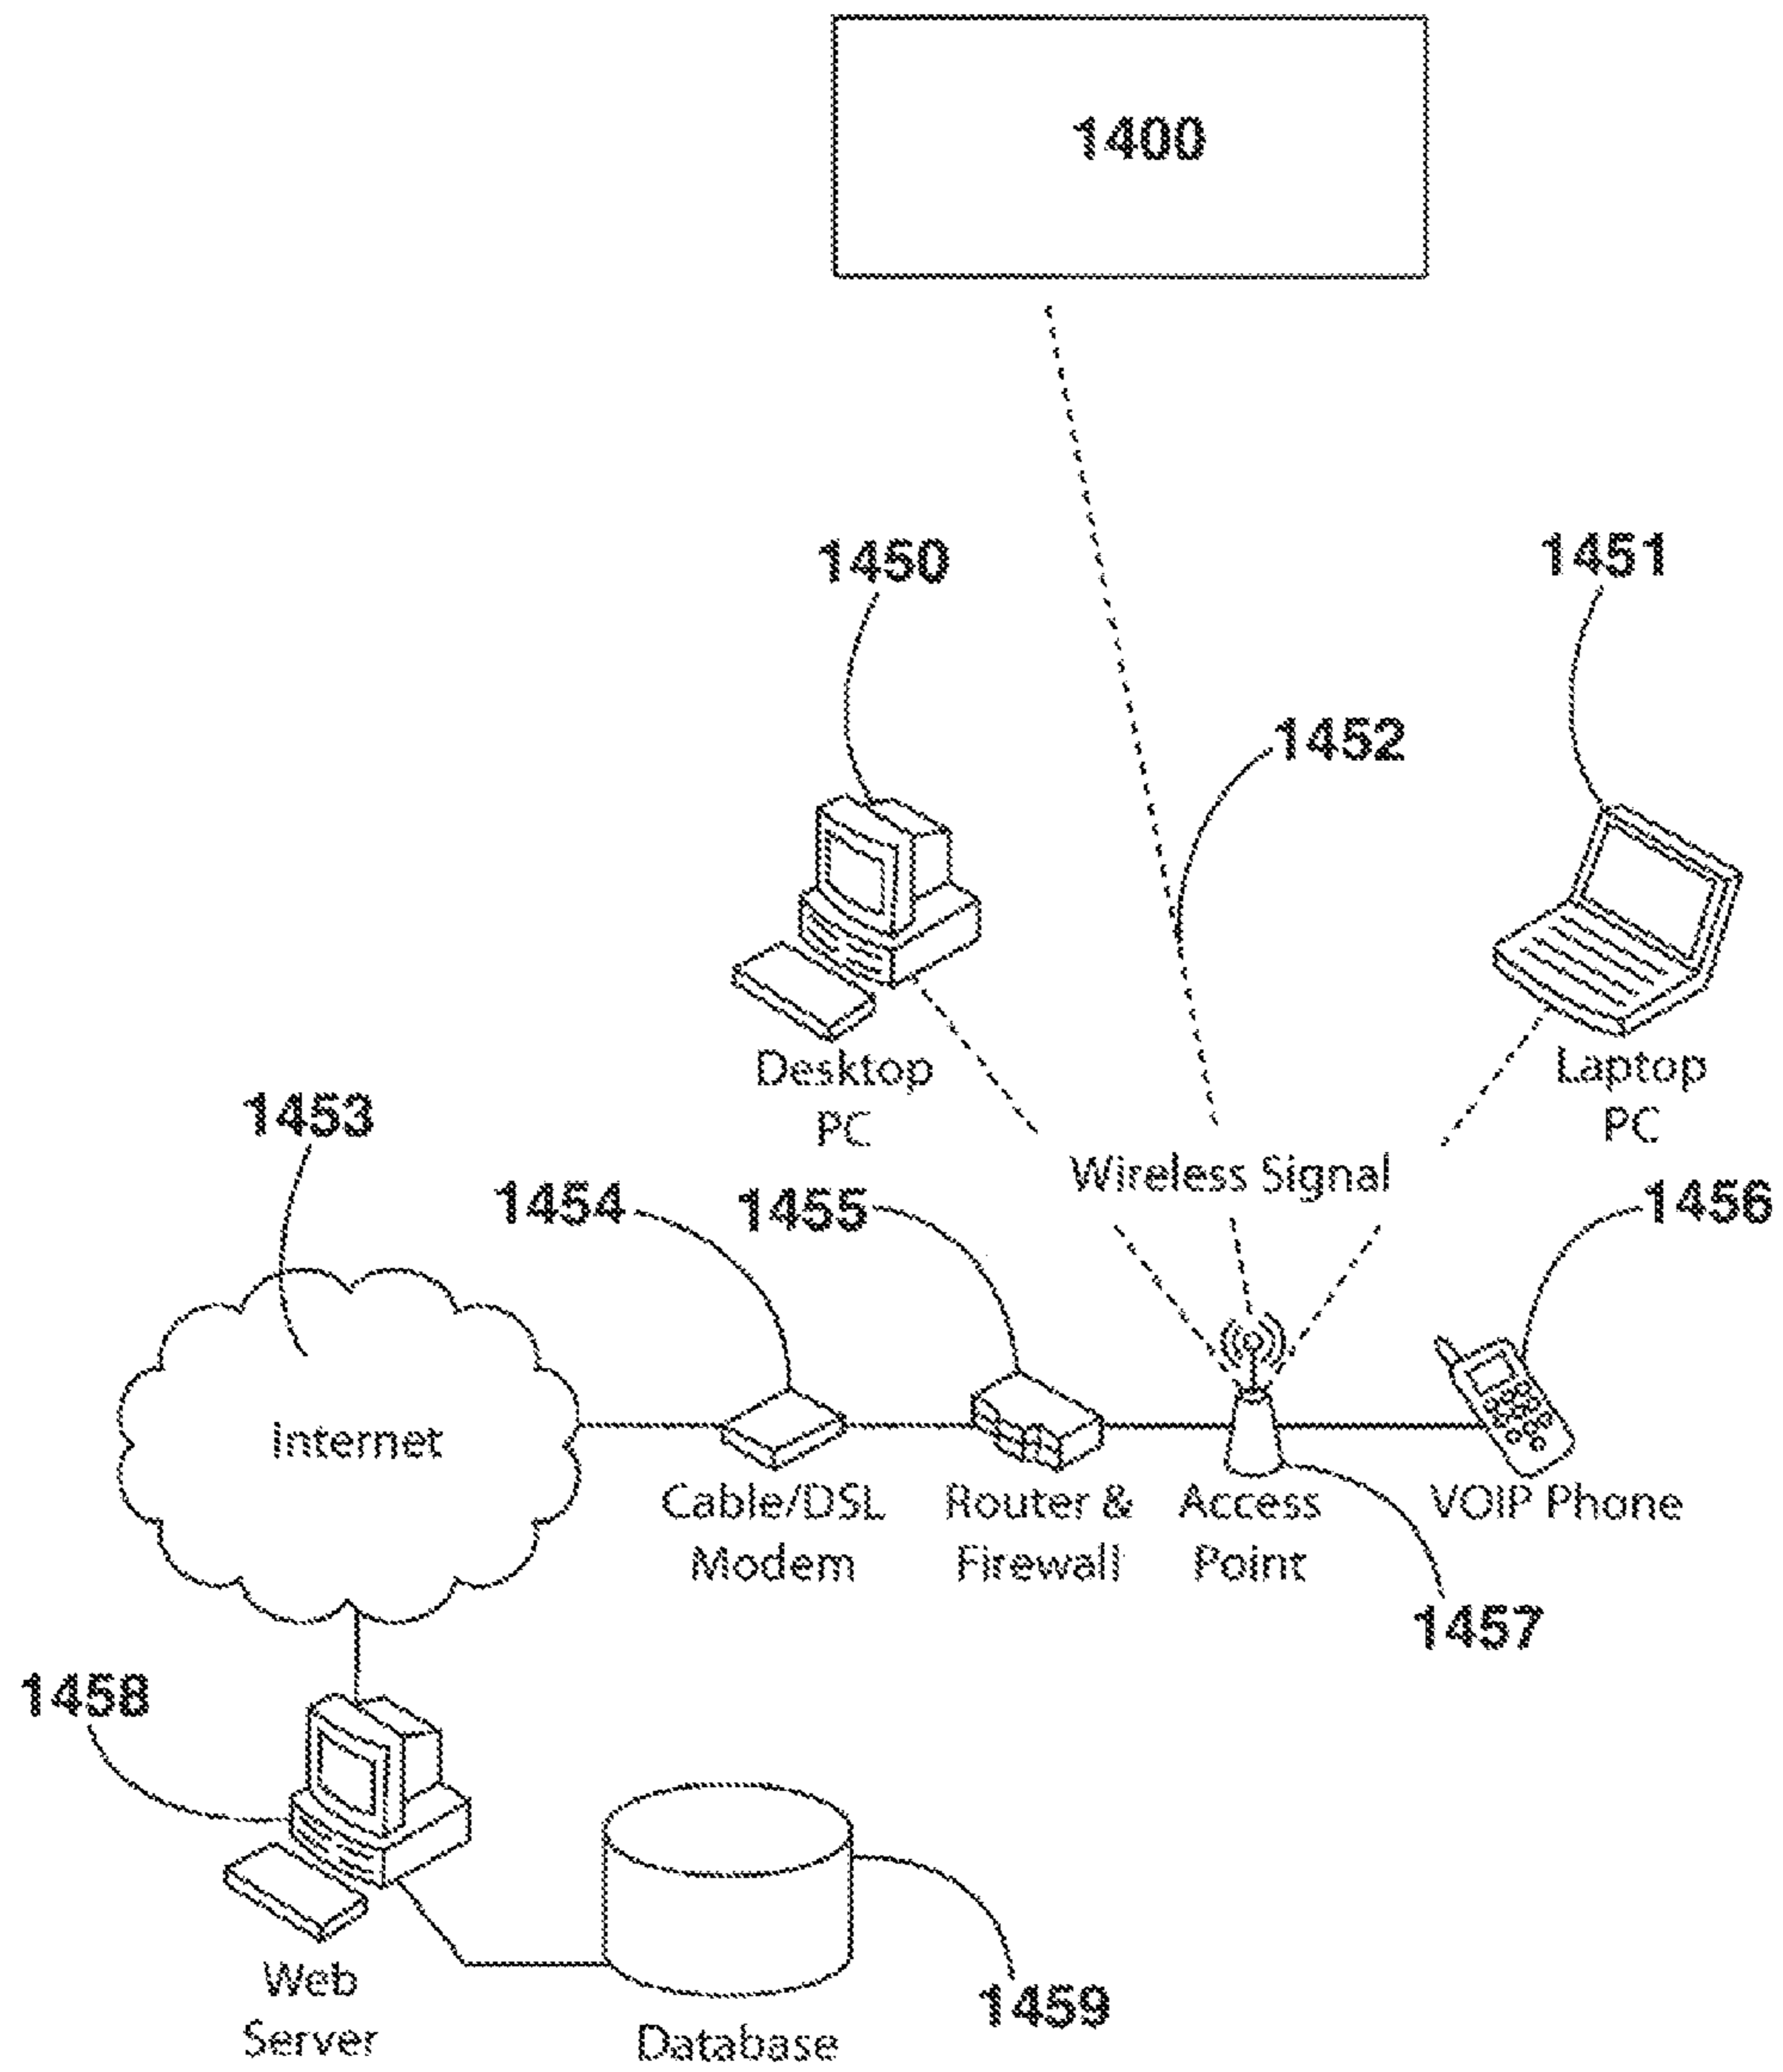 1400
1450
1451
1452
Desktop
PC
Laptop
PC
1453
Wireless Signal
1454
1455
1456
Internet
Cable/DSL
Modem
Router &
Firewall
Access
Point
VOIP Phone
1457
1458
Web
Server
1459
Database